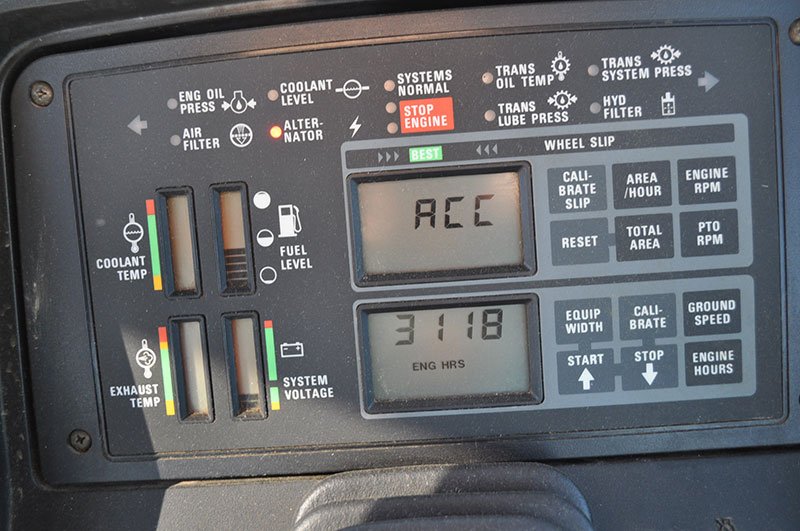 ENG OIL
PRESS
COOLANT
LEVEL
SYSTEMS
NORMAL
TRANS
OIL TEMP
TRANS
SYSTEM PRESS
AIR
FILTER
ALTER-
NATOR
STOP
ENGINE
TRANS
LUBE PRESS
HYD
FILTER
BEST
WHEEL SLIP
ACC
CALI-
BRATE
SLIP
AREA
/HOUR
ENGINE
RPM
RESET
TOTAL
AREA
PTO
RPM
COOLANT
TEMP
FUEL
LEVEL
3118
ENG HRS
EQUIP
WIDTH
CALI-
BRATE
GROUND
SPEED
START
STOP
ENGINE
HOURS
EXHAUST
TEMP
SYSTEM
VOLTAGE